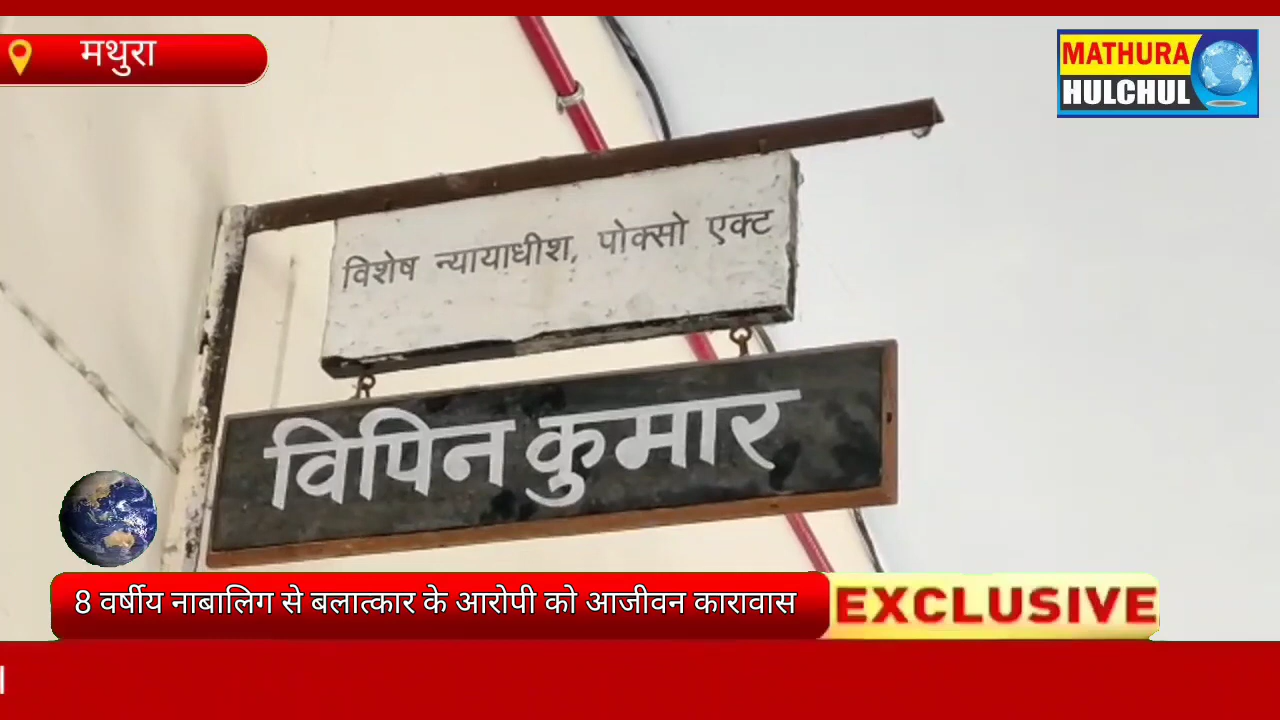 मथुरा
MATHURA
HULCHUL
विशेष न्यायाधीश, पोक्सो एक्ट
विपिन कुमार
8 वर्षीय नाबालिग से बलात्कार के आरोपी को आजीवन कारावास
EXCLUSIVE